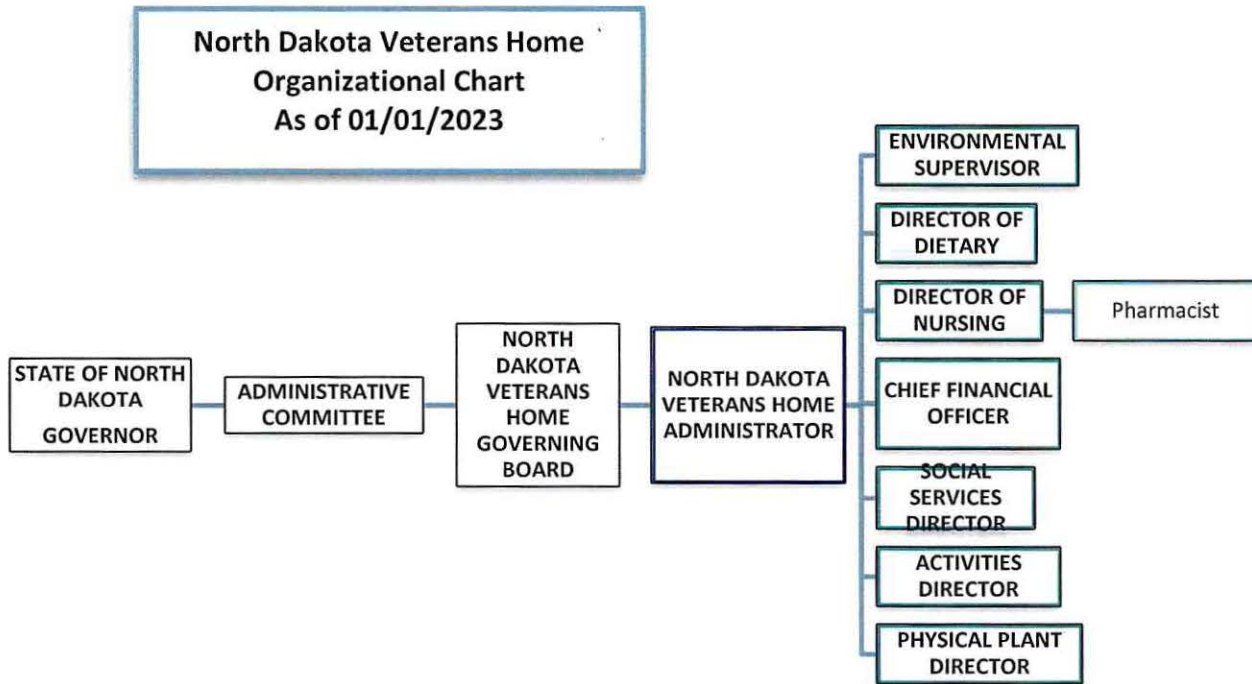 North Dakota Veterans Home
Organizational Chart
As of 01/01/2023
STATE OF NORTH
DAKOTA
GOVERNOR
ADMINISTRATIVE
COMMITTEE
NORTH
DAKOTA
VETERANS
HOME
GOVERNING
BOARD
NORTH DAKOTA
VETERANS HOME
ADMINISTRATOR
ENVIRONMENTAL
SUPERVISOR
DIRECTOR OF
DIETARY
DIRECTOR OF
NURSING
Pharmacist
CHIEF FINANCIAL
OFFICER
SOCIAL
SERVICES
DIRECTOR
ACTIVITIES
DIRECTOR
PHYSICAL PLANT
DIRECTOR